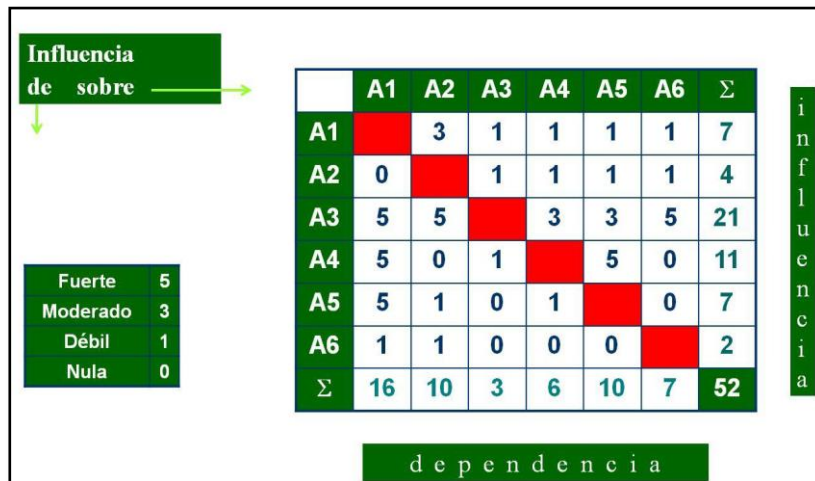 Influencia
de sobre
A1 A2 A3 A4 A5 A6 Σ
A1 3 1 1 1 1 7
A2 0 1 1 1 1 4
A3 5 5 3 3 5 21
A4 5 0 1 5 0 11
A5 5 1 0 1 0 7
A6 1 1 0 0 0 2
Σ 16 10 3 6 10 7 52
Fuerte 5
Moderado 3
Débil 1
Nula 0
influencia
dependencia